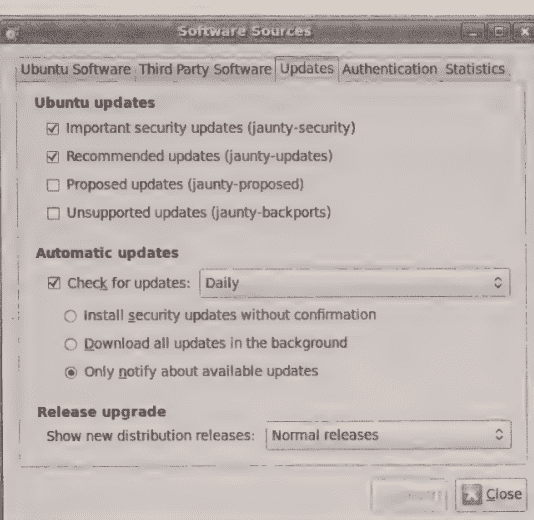 Software Sources
Ubuntu Software Third Party Software Updates Authentication Statistics
Ubuntu updates
Important security updates (jaunty-security)
Recommended updates (jaunty-updates)
Proposed updates (jaunty-proposed)
Unsupported updates (jaunty-backports)
Automatic updates
Check for updates: Daily
Install security updates without confirmation
Download all updates in the background
Only notify about available updates
Release upgrade
Show new distribution releases: Normal releases
Close